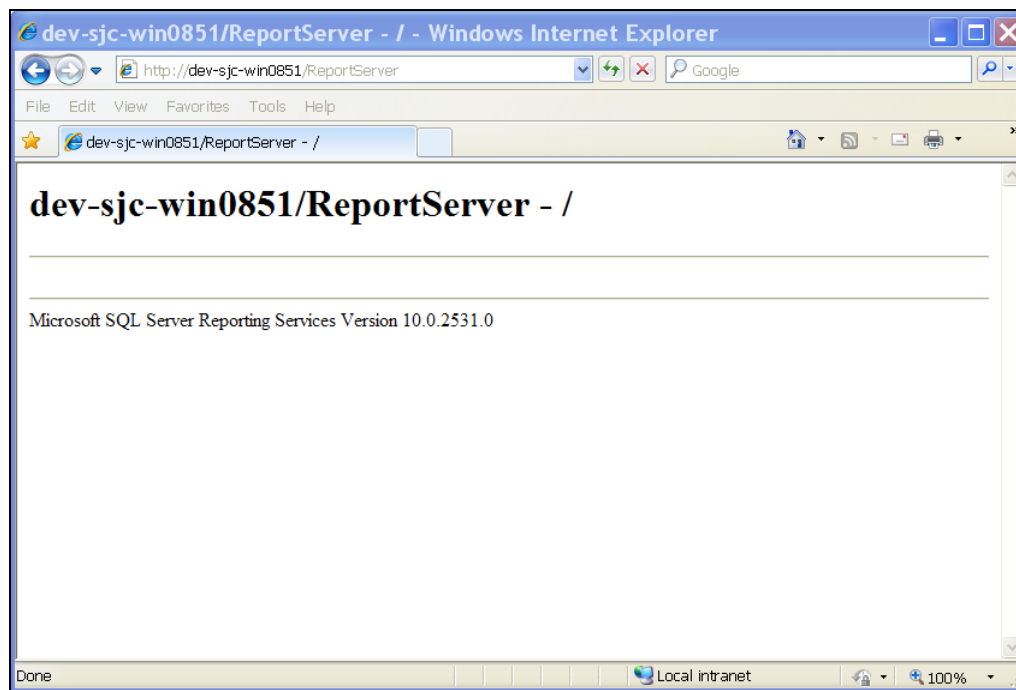 dev-sjc-win0851/ReportServer - / - Windows Internet Explorer
http://dev-sjc-win0851/ReportServer
Google
File Edit View Favorites Tools Help
dev-sjc-win0851/ReportServer - /
dev-sjc-win0851/ReportServer - /
Microsoft SQL Server Reporting Services Version 10.0.2531.0
Done Local intranet 100%